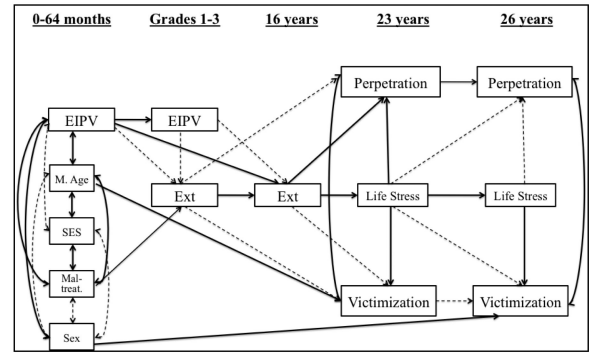 0-64 months Grades 1-3 16 years 23 years 26 years
Perpetration Perpetration
EIPV EIPV
M. Age
Ext Ext Life Stress Life Stress
SES
Mal-
treat.
Victimization Victimization
Sex